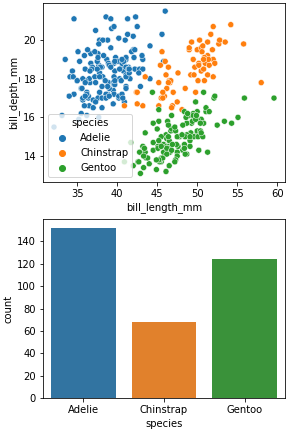 20
18
16
14
bill_depth_mm
species
Adelie
Chinstrap
Gentoo
35 40 45 50 55 60
bill_length_mm
140
120
100
80
60
40
20
0
count
Adelie Chinstrap Gentoo
species